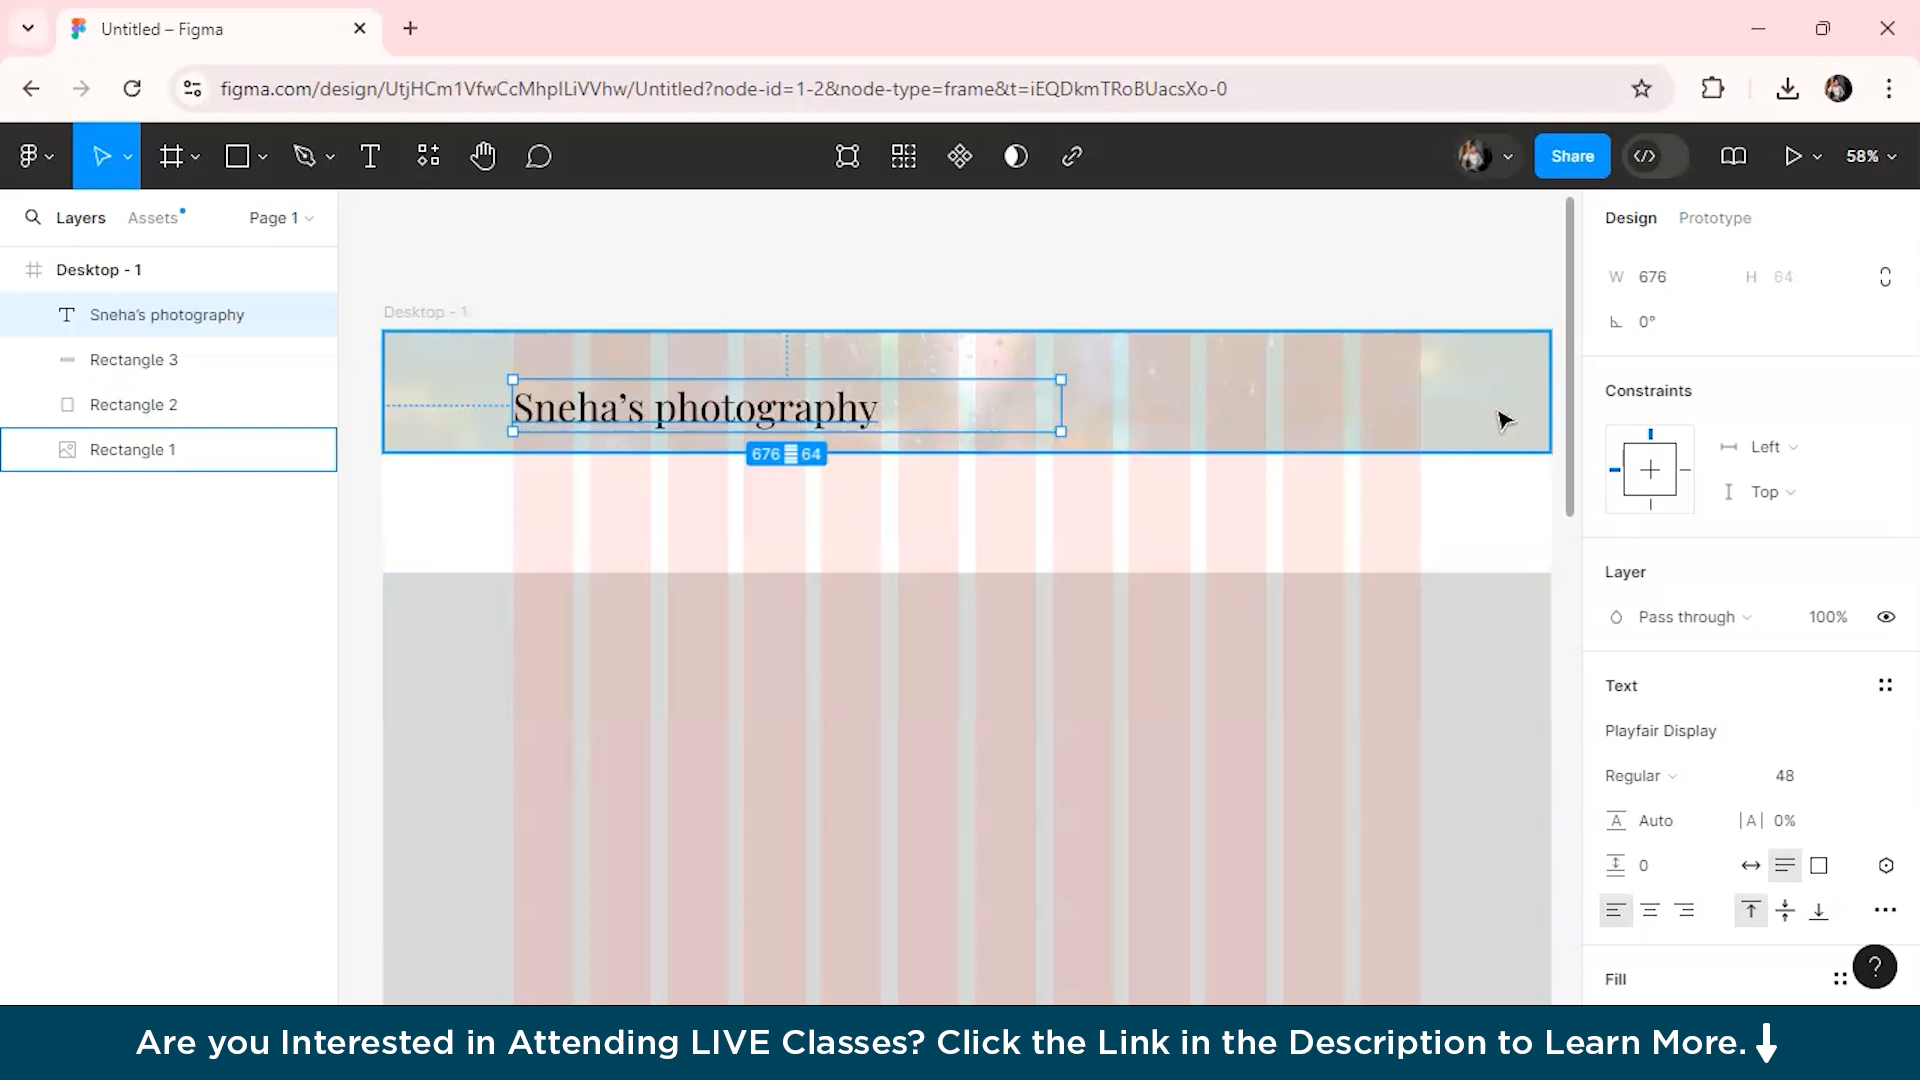 Untitled – Figma
figma.com/design/UtjHCm1VfwCcMhpILiVVhw/Untitled?node-id=1-2&node-type=frame&t=iEQDkmTRoBUacsXo-0
Share
58%
Layers
Assets
Page 1
Desktop - 1
Sneha's photography
Rectangle 3
Rectangle 2
Rectangle 1
Desktop - 1
Sneha's photography
676
64
Design
Prototype
W 676
H 64
0°
Constraints
Left
Top
Layer
Pass through
100%
Text
Playfair Display
Regular
48
Auto
|A| 0%
0
Fill
?
Are you Interested in Attending LIVE Classes? Click the Link in the Description to Learn More.